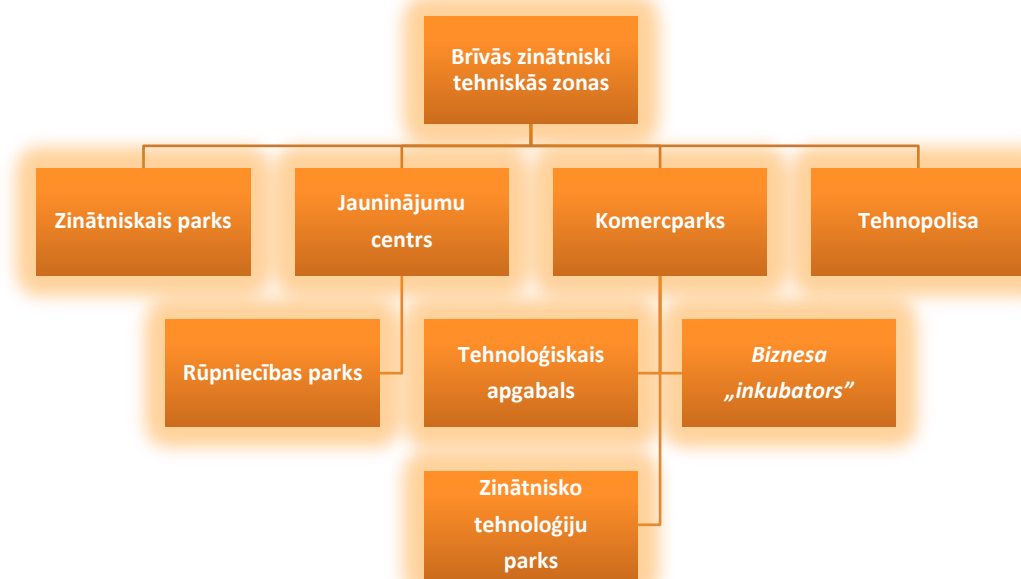 Brīvās zinātniski
tehniskās zonas
Zinātniskais parks
Jauninājumu
centrs
Komercparks
Tehnopolisa
Rūpniecības parks
Tehnoloģiskais
apgabals
Biznesa
„inkubators”
Zinātnisko
tehnoloģiju
parks